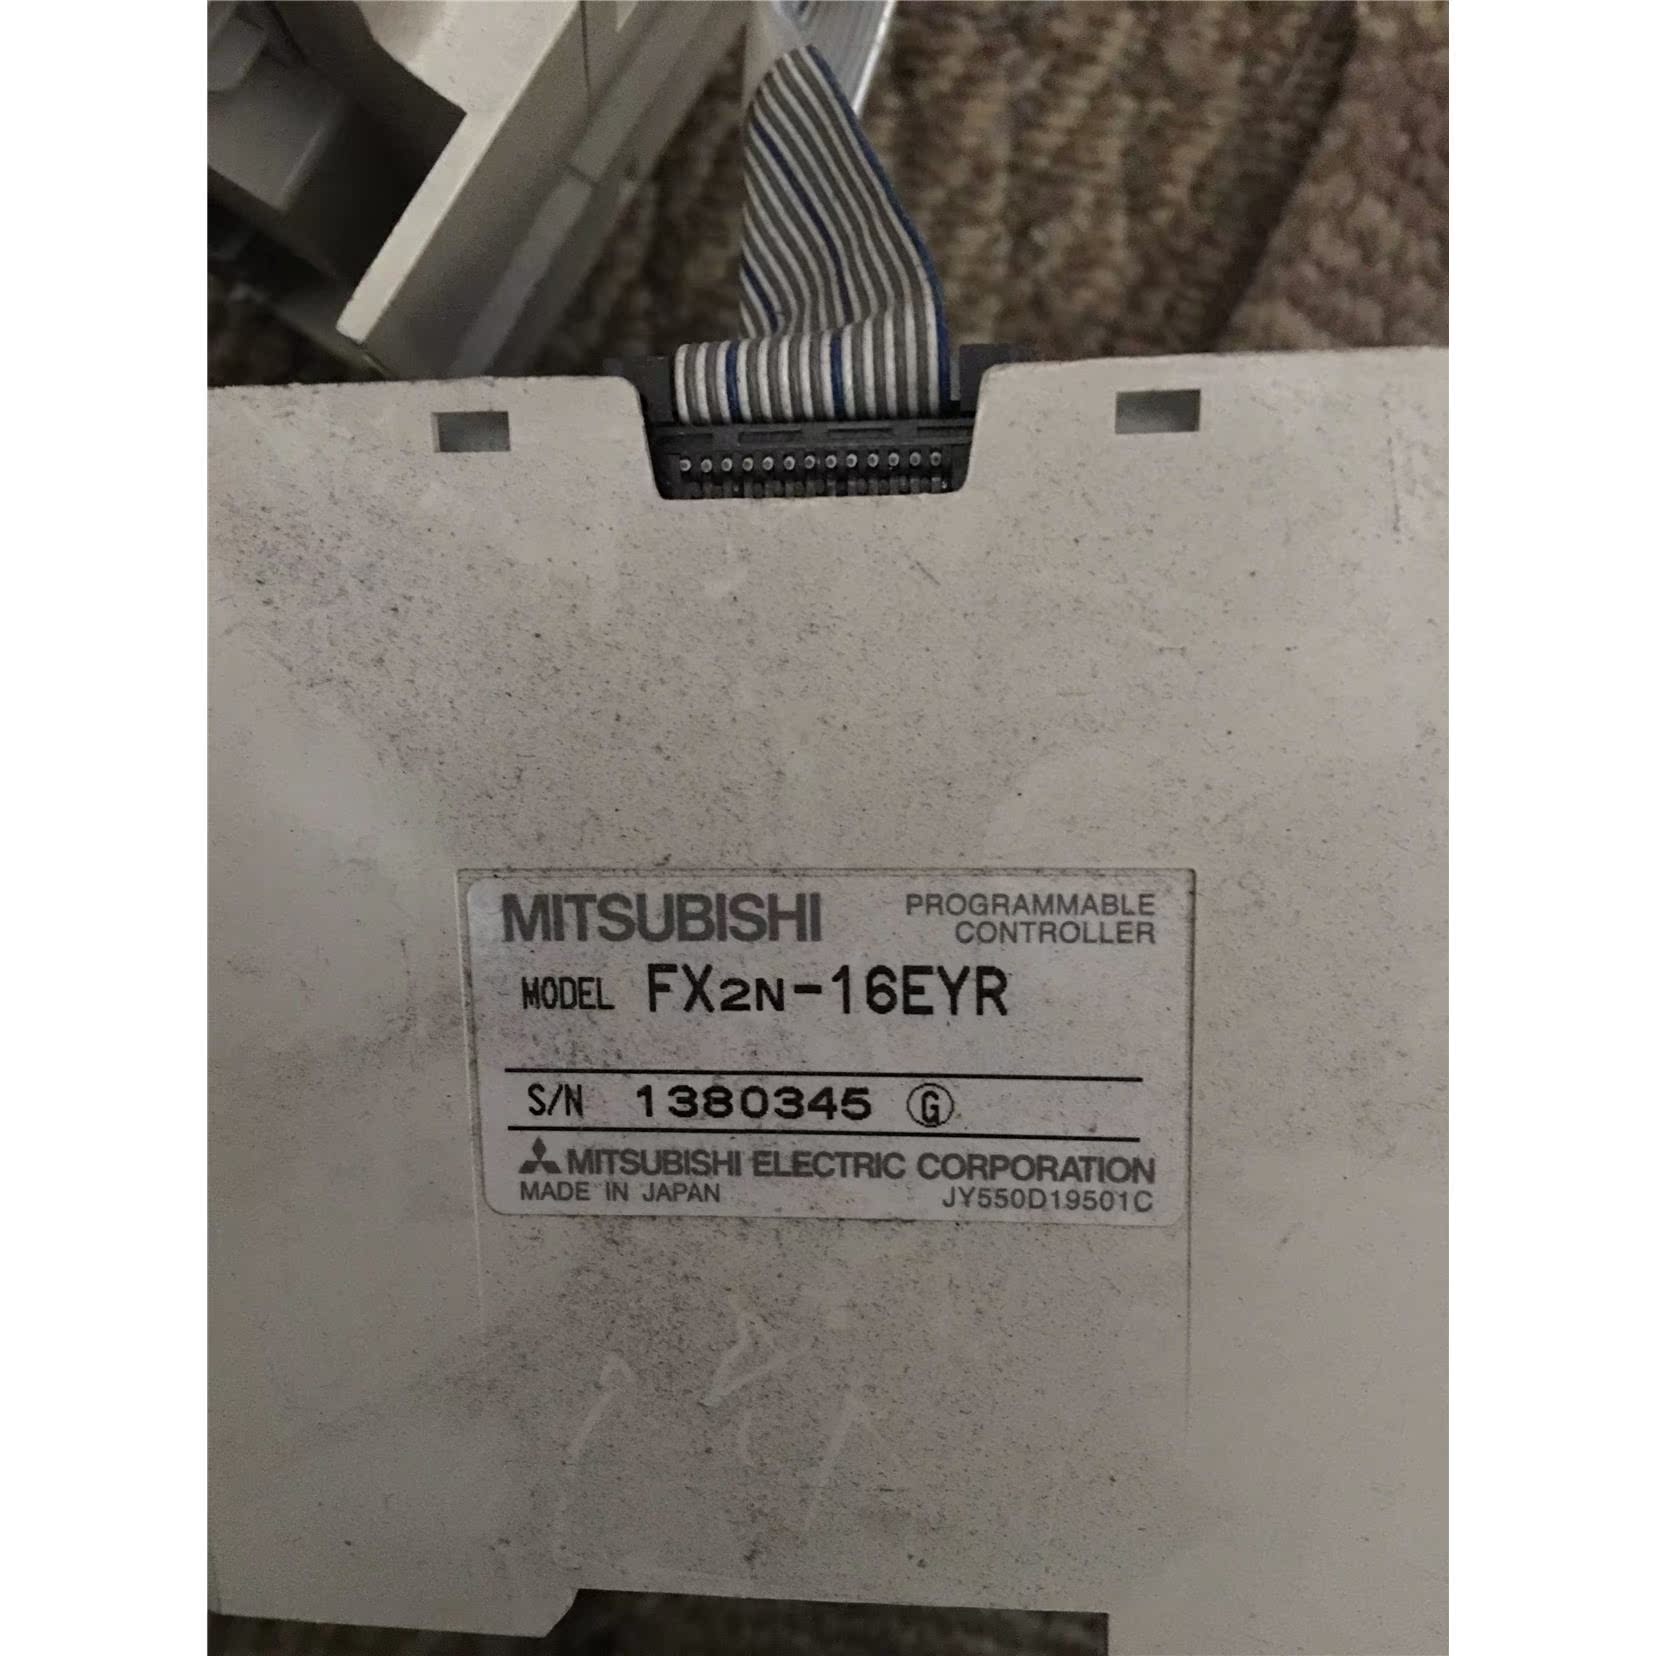 MITSUBISHI PROGRAMMABLE CONTROLLER
MODEL FX2N-16EYR
S/N 1380345 Ⓖ
MITSUBISHI ELECTRIC CORPORATION
MADE IN JAPAN JY550D19501C